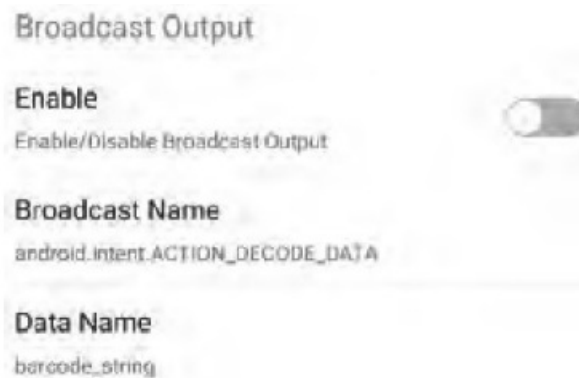 Broadcast Output
Enable
Enable/Disable Broadcast Output
Broadcast Name
android.intent.ACTION_DECODE_DATA
Data Name
barcode_string